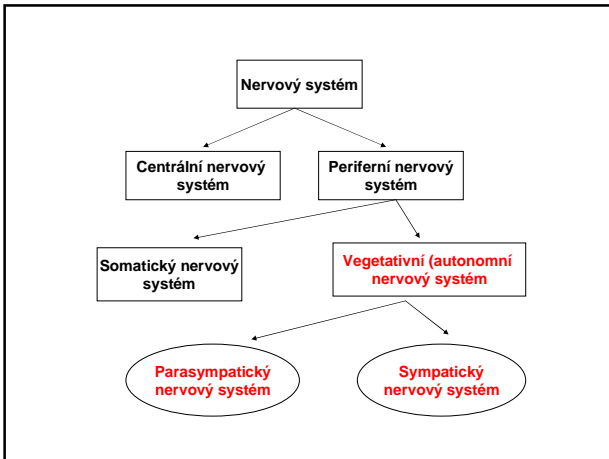 Nervový systém
Centrální nervový
systém
Periferní nervový
systém
Somatický nervový
systém
Vegetativní (autonomní
nervový systém
Parasympatický
nervový systém
Sympatický
nervový systém